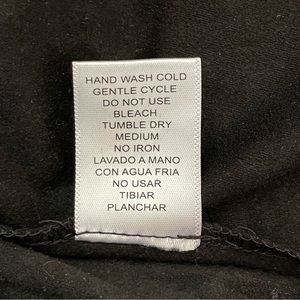 HAND WASH COLD
GENTLE CYCLE
DO NOT USE
BLEACH
TUMBLE DRY
MEDIUM
NO IRON
LAVADO A MANO
CON AGUA FRIA
NO USAR
TIBIAR
PLANCHAR